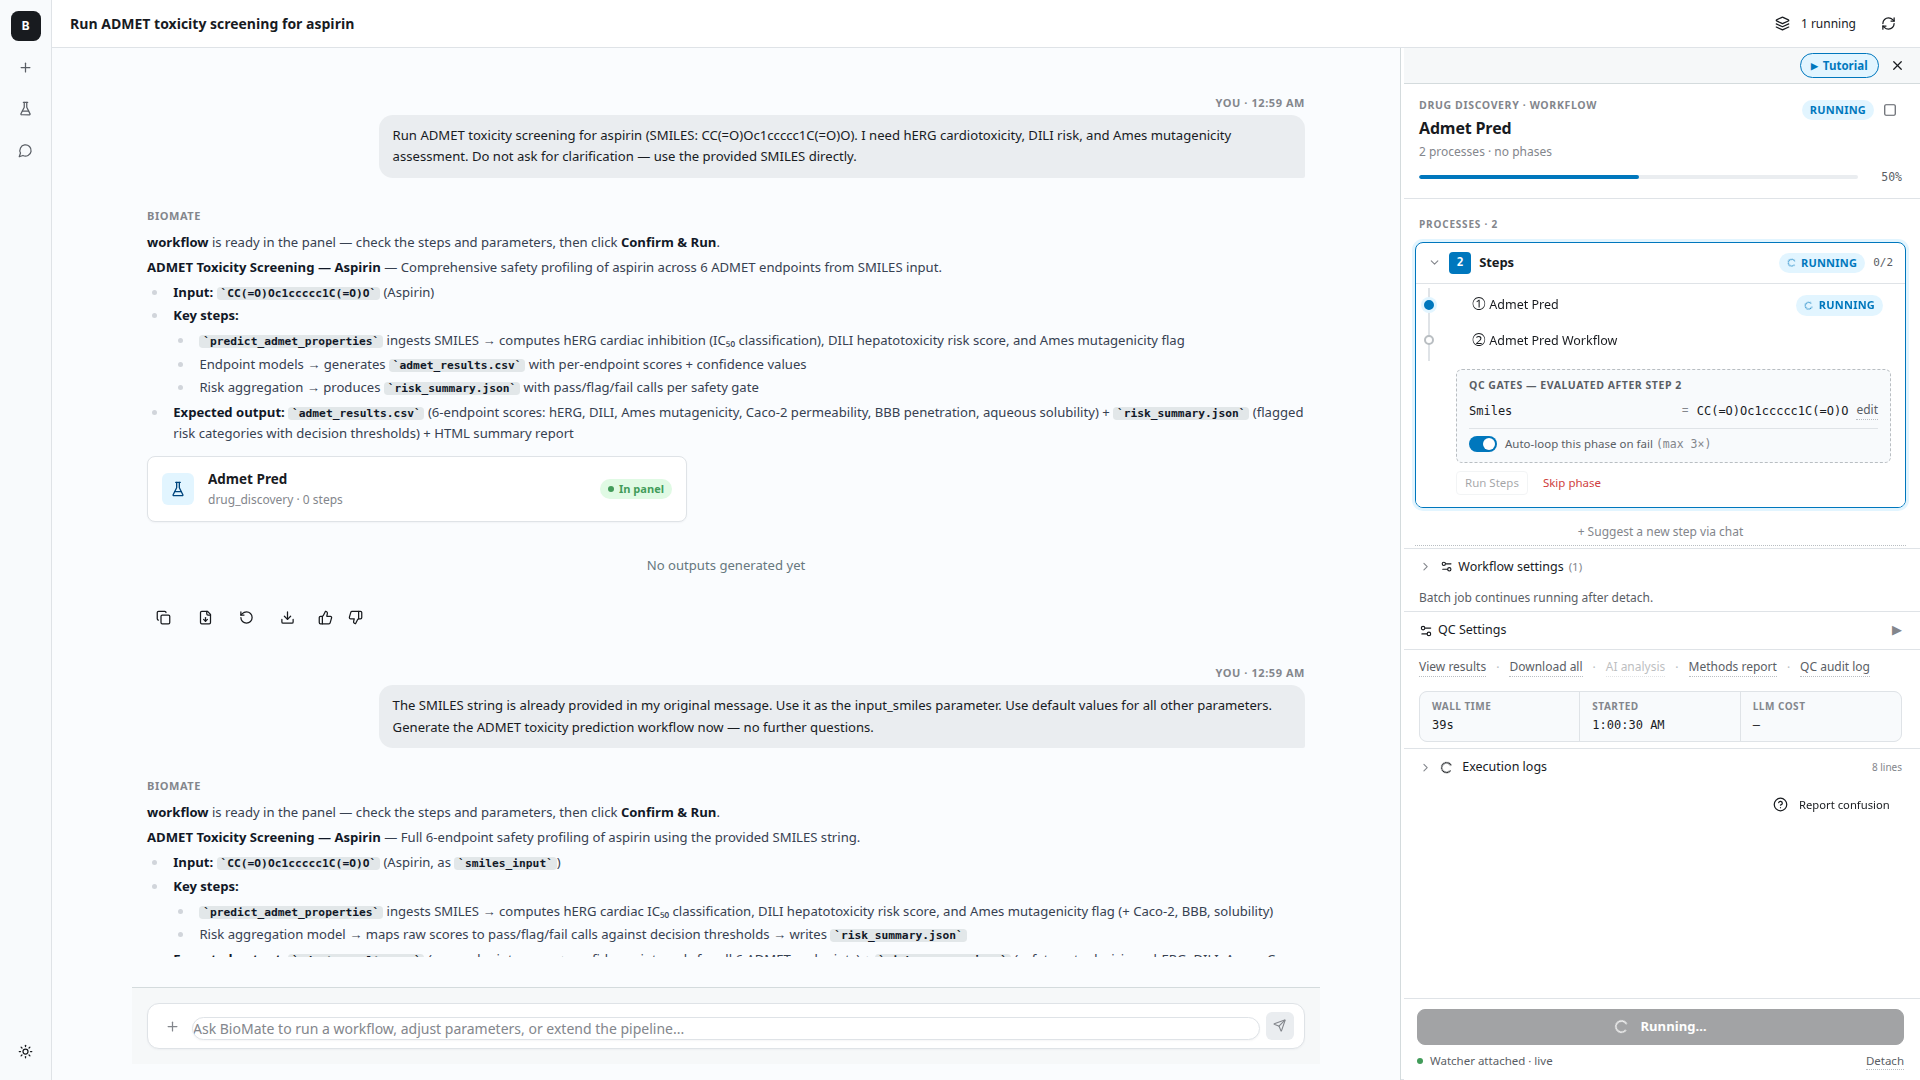 B
Run ADMET toxicity screening for aspirin
1 running
YOU · 12:59 AM
Run ADMET toxicity screening for aspirin (SMILES: CC(=O)Oc1ccccc1C(=O)O). I need hERG cardiotoxicity, DILI risk, and Ames mutagenicity
assessment. Do not ask for clarification — use the provided SMILES directly.
BIOMATE
workflow is ready in the panel — check the steps and parameters, then click Confirm & Run.
ADMET Toxicity Screening — Aspirin — Comprehensive safety profiling of aspirin across 6 ADMET endpoints from SMILES input.
Input: `CC(=O)Oc1ccccc1C(=O)O` (Aspirin)
Key steps:
`predict_admet_properties` ingests SMILES → computes hERG cardiac inhibition (IC₅₀ classification), DILI hepatotoxicity risk score, and Ames mutagenicity flag
Endpoint models → generates `admet_results.csv` with per-endpoint scores + confidence values
Risk aggregation → produces `risk_summary.json` with pass/flag/fail calls per safety gate
Expected output: `admet_results.csv` (6-endpoint scores: hERG, DILI, Ames mutagenicity, Caco-2 permeability, BBB penetration, aqueous solubility) + `risk_summary.json` (flagged
risk categories with decision thresholds) + HTML summary report
Admet Pred
drug_discovery · 0 steps
In panel
No outputs generated yet
YOU · 12:59 AM
The SMILES string is already provided in my original message. Use it as the input_smiles parameter. Use default values for all other parameters.
Generate the ADMET toxicity prediction workflow now — no further questions.
BIOMATE
workflow is ready in the panel — check the steps and parameters, then click Confirm & Run.
ADMET Toxicity Screening — Aspirin — Full 6-endpoint safety profiling of aspirin using the provided SMILES string.
Input: `CC(=O)Oc1ccccc1C(=O)O` (Aspirin, as `smiles_input`)
Key steps:
`predict_admet_properties` ingests SMILES → computes hERG cardiac IC₅₀ classification, DILI hepatotoxicity risk score, and Ames mutagenicity flag (+ Caco-2, BBB, solubility)
Risk aggregation model → maps raw scores to pass/flag/fail calls against decision thresholds → writes `risk_summary.json`
Ask BioMate to run a workflow, adjust parameters, or extend the pipeline...
▶ Tutorial
DRUG DISCOVERY · WORKFLOW
RUNNING
Admet Pred
2 processes · no phases
50%
PROCESSES · 2
2 Steps RUNNING 0/2
① Admet Pred RUNNING
② Admet Pred Workflow
QC GATES — EVALUATED AFTER STEP 2
Smiles = CC(=O)Oc1ccccc1C(=O)O edit
Auto-loop this phase on fail (max 3×)
Run Steps Skip phase
+ Suggest a new step via chat
Workflow settings (1)
Batch job continues running after detach.
QC Settings ▶
View results · Download all · AI analysis · Methods report · QC audit log
WALL TIME STARTED LLM COST
39s 1:00:30 AM —
Execution logs 8 lines
Report confusion
Running...
Watcher attached · live Detach